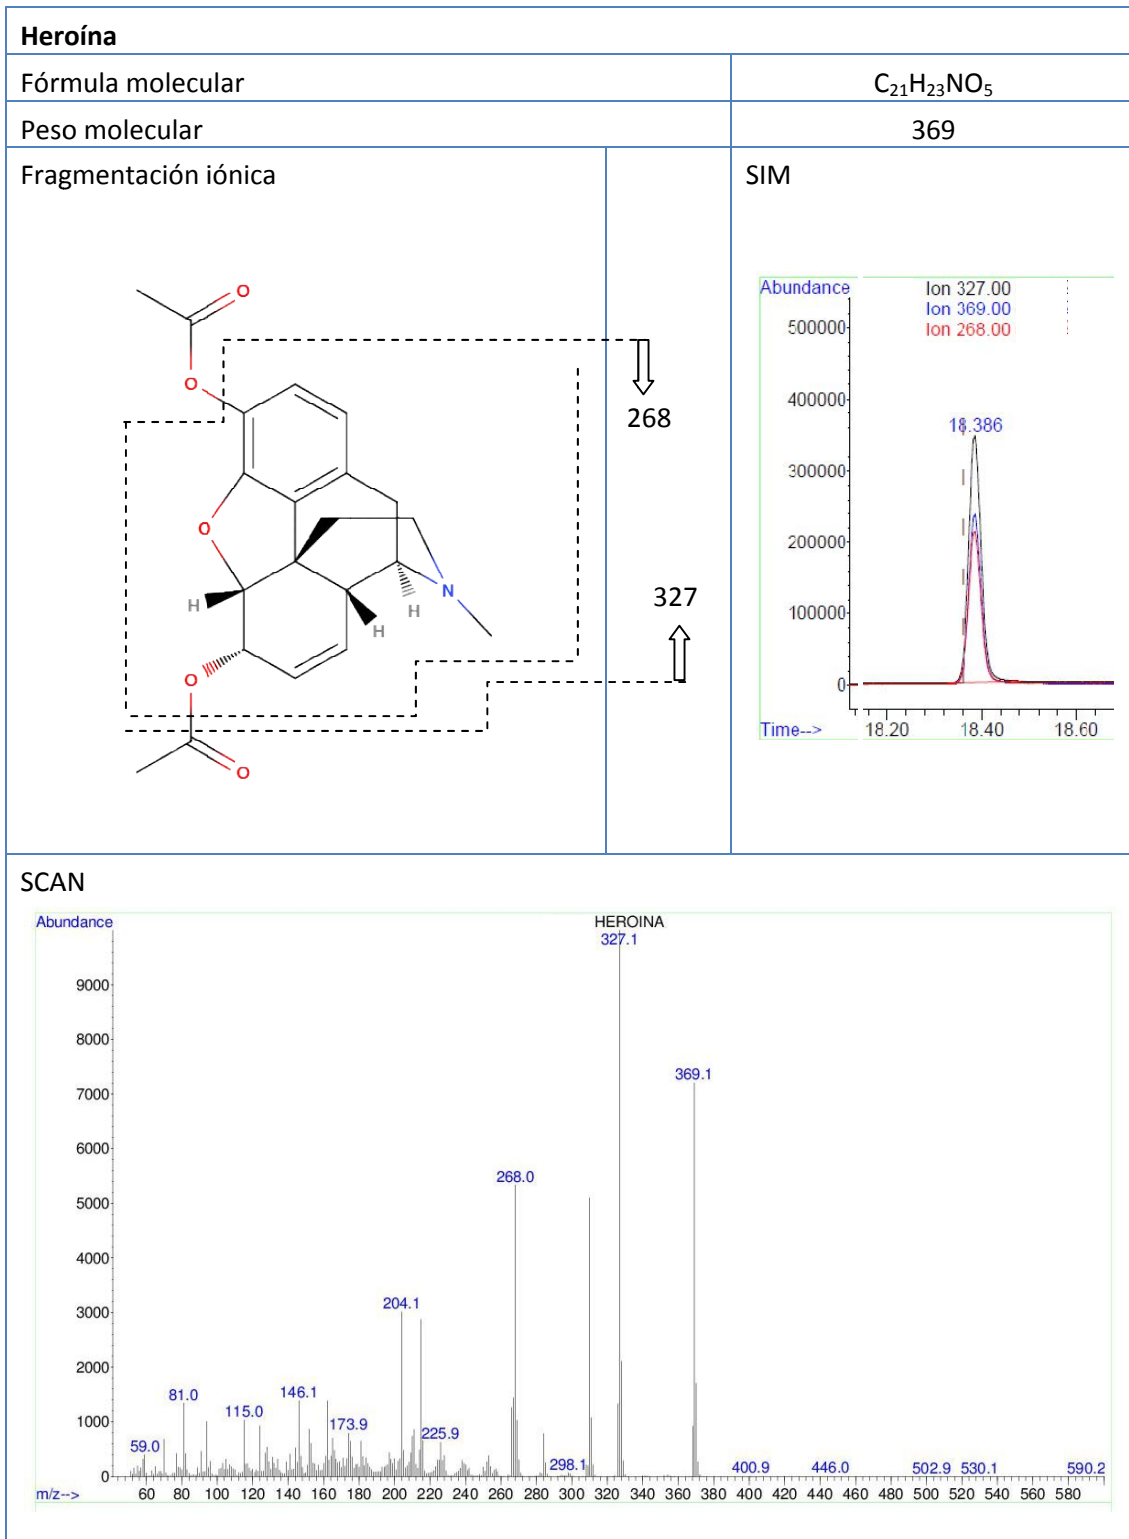 Heroína
Fórmula molecular C₂₁H₂₃NO₅
Peso molecular 369
Fragmentación iónica
SIM
O
O
O
N
H
H
H
O
O
268
327
Abundance
Ion 327.00
Ion 369.00
Ion 268.00
500000
400000
18.386
300000
200000
100000
0
Time--> 18.20 18.40 18.60
SCAN
Abundance
HEROINA
327.1
9000
8000
369.1
7000
6000
268.0
5000
4000
204.1
3000
2000
81.0 146.1
115.0 173.9
1000
59.0 225.9
298.1 400.9 446.0 502.9 530.1 590.2
0
m/z--> 60 80 100 120 140 160 180 200 220 240 260 280 300 320 340 360 380 400 420 440 460 480 500 520 540 560 580